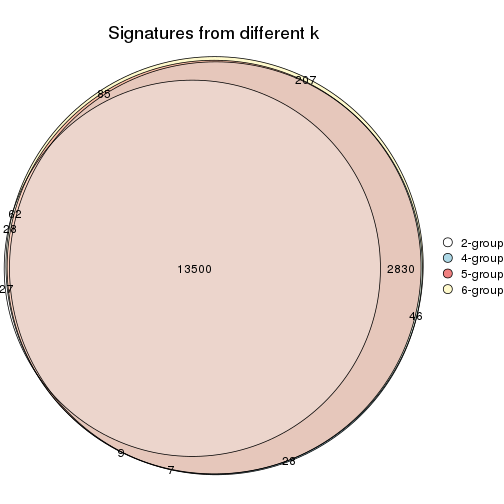 Signatures from different k
207
85
62
28
13500
2830
27
46
9
7
28
2-group
4-group
5-group
6-group